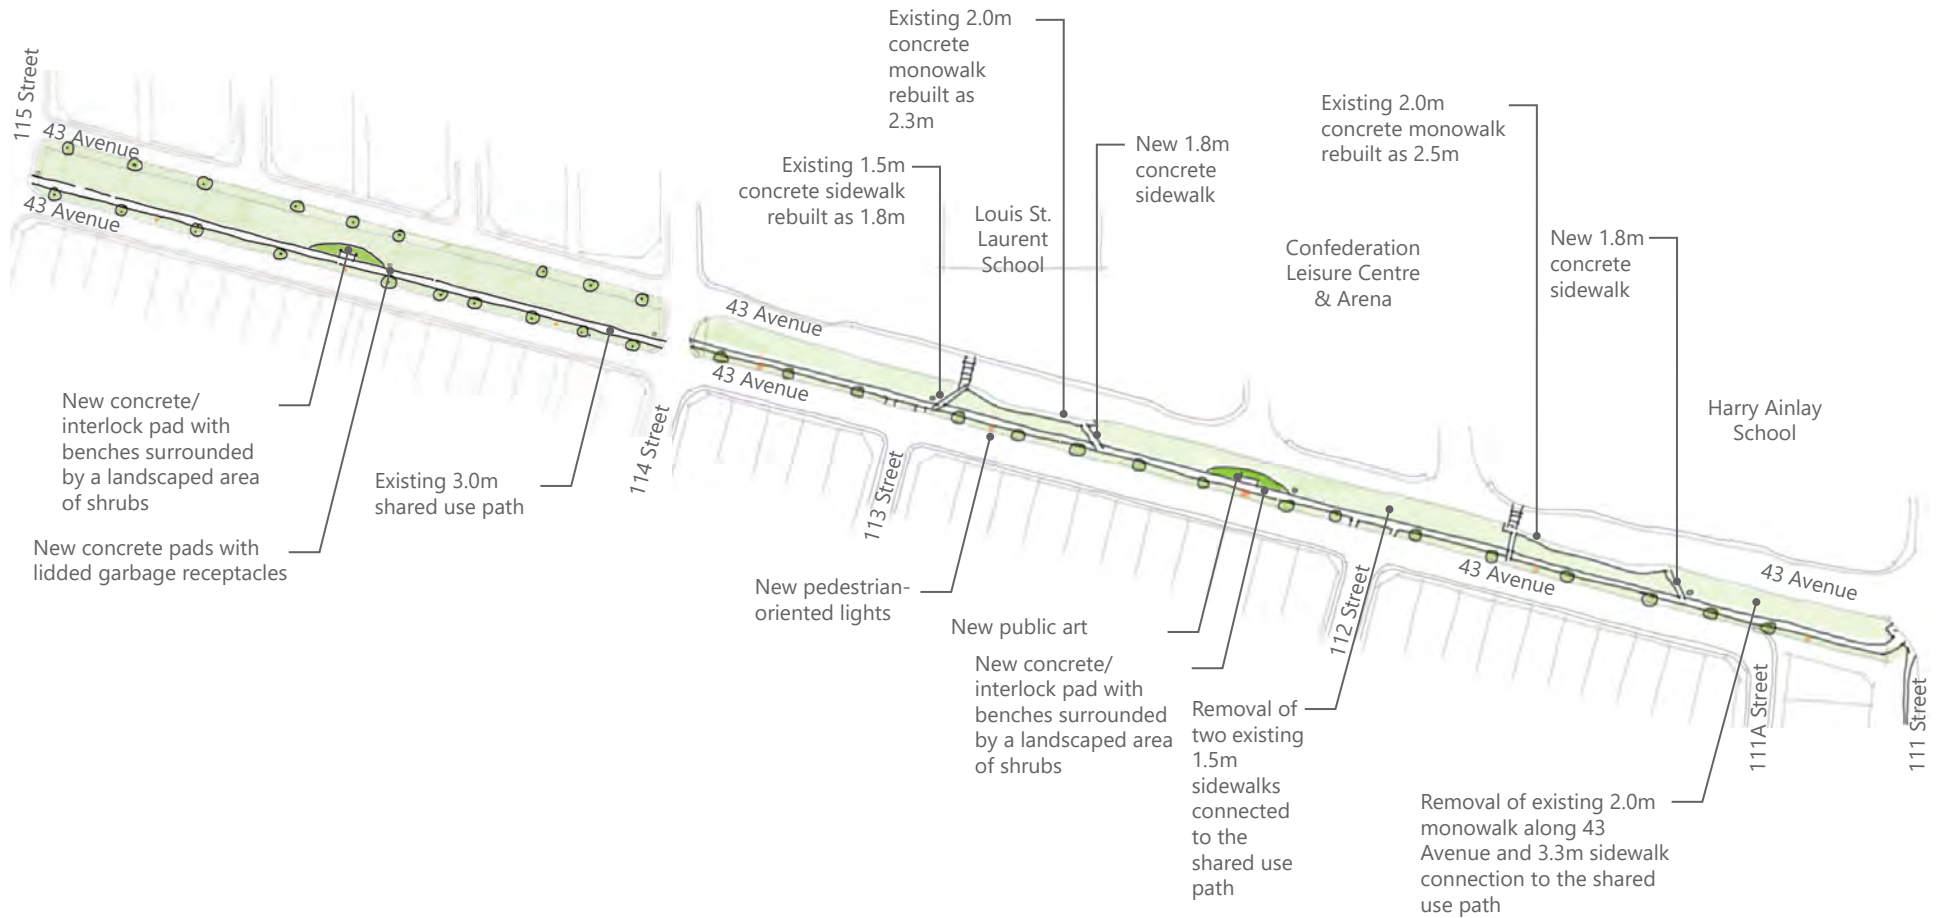 Existing 2.0m
concrete
monowalk
rebuilt as
2.3m
115 Street
43 Avenue
43 Avenue
Existing 1.5m
concrete sidewalk
rebuilt as 1.8m
New 1.8m
concrete
sidewalk
Existing 2.0m
concrete monowalk
rebuilt as 2.5m
Louis St.
Laurent
School
Confederation
Leisure Centre
& Arena
New 1.8m
concrete
sidewalk
43 Avenue
43 Avenue
Harry Ainlay
School
New concrete/
interlock pad with
benches surrounded
by a landscaped area
of shrubs
Existing 3.0m
shared use path
114 Street
113 Street
New concrete pads with
lidded garbage receptacles
New pedestrian-
oriented lights
New public art
New concrete/
interlock pad with
benches surrounded
by a landscaped area
of shrubs
112 Street
43 Avenue
43 Avenue
Removal of
two existing
1.5m
sidewalks
connected
to the
shared use
path
111A Street
111 Street
Removal of existing 2.0m
monowalk along 43
Avenue and 3.3m sidewalk
connection to the shared
use path